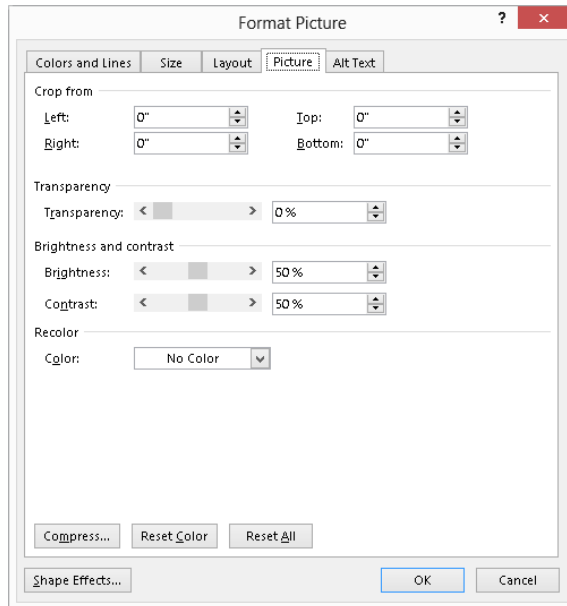 Format Picture ?
Colors and Lines Size Layout Picture Alt Text
Crop from
Left: 0" Top: 0"
Right: 0" Bottom: 0"
Transparency
Transparency: 0 %
Brightness and contrast
Brightness: 50 %
Contrast: 50 %
Recolor
Color: No Color
Compress... Reset Color Reset All
Shape Effects... OK Cancel